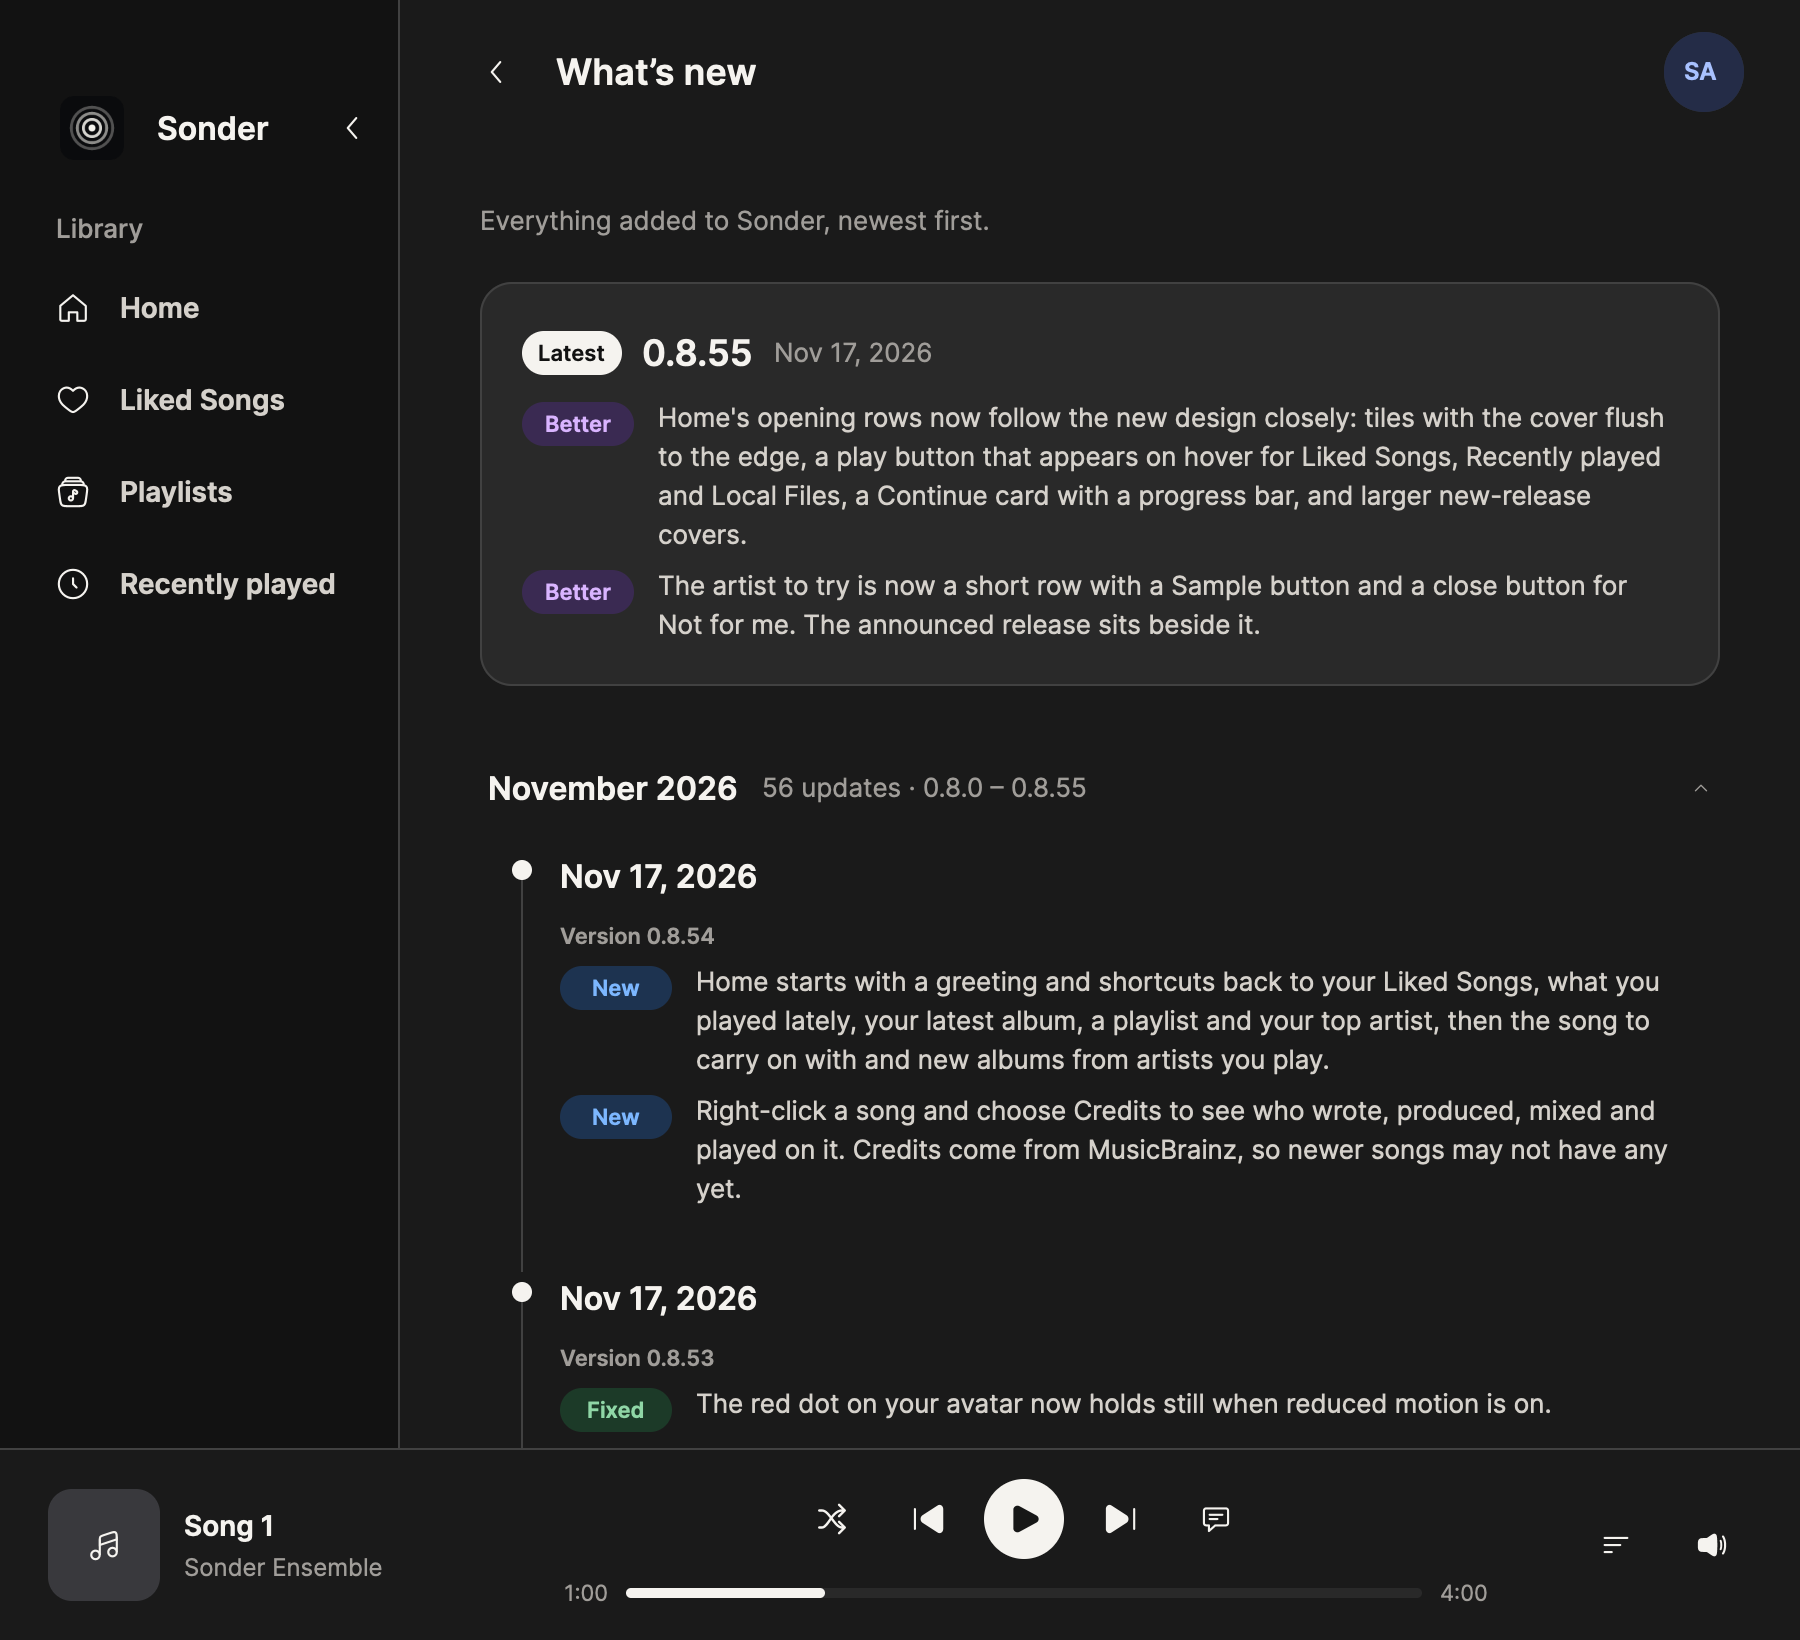 What's new
SA
Sonder
Library
Home
Liked Songs
Playlists
Recently played
Everything added to Sonder, newest first.
Latest 0.8.55 Nov 17, 2026
Better Home's opening rows now follow the new design closely: tiles with the cover flush
to the edge, a play button that appears on hover for Liked Songs, Recently played
and Local Files, a Continue card with a progress bar, and larger new-release
covers.
Better The artist to try is now a short row with a Sample button and a close button for
Not for me. The announced release sits beside it.
November 2026 56 updates · 0.8.0 – 0.8.55
Nov 17, 2026
Version 0.8.54
New Home starts with a greeting and shortcuts back to your Liked Songs, what you
played lately, your latest album, a playlist and your top artist, then the song to
carry on with and new albums from artists you play.
New Right-click a song and choose Credits to see who wrote, produced, mixed and
played on it. Credits come from MusicBrainz, so newer songs may not have any
yet.
Nov 17, 2026
Version 0.8.53
Fixed The red dot on your avatar now holds still when reduced motion is on.
Song 1
Sonder Ensemble
1:00 4:00